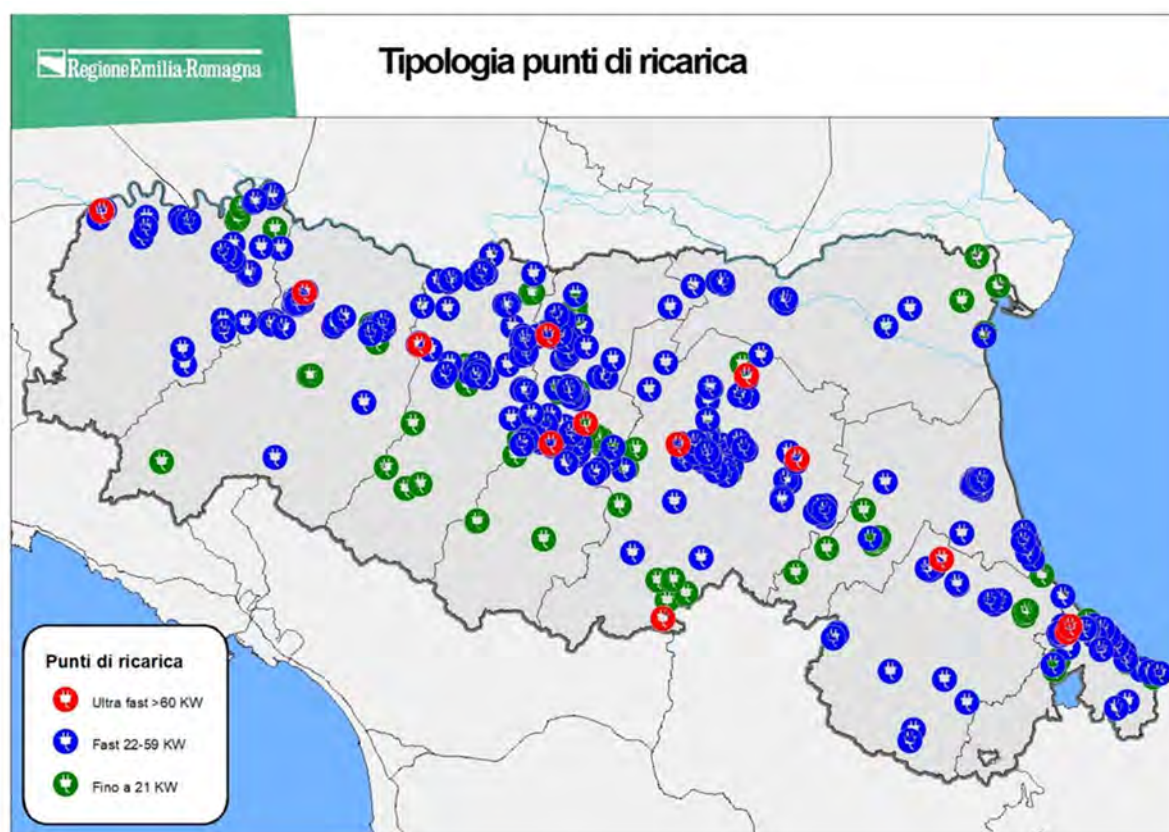 RegioneEmilia-Romagna
Tipologia punti di ricarica
Punti di ricarica
Ultra fast >60 KW
Fast 22-59 KW
Fino a 21 KW